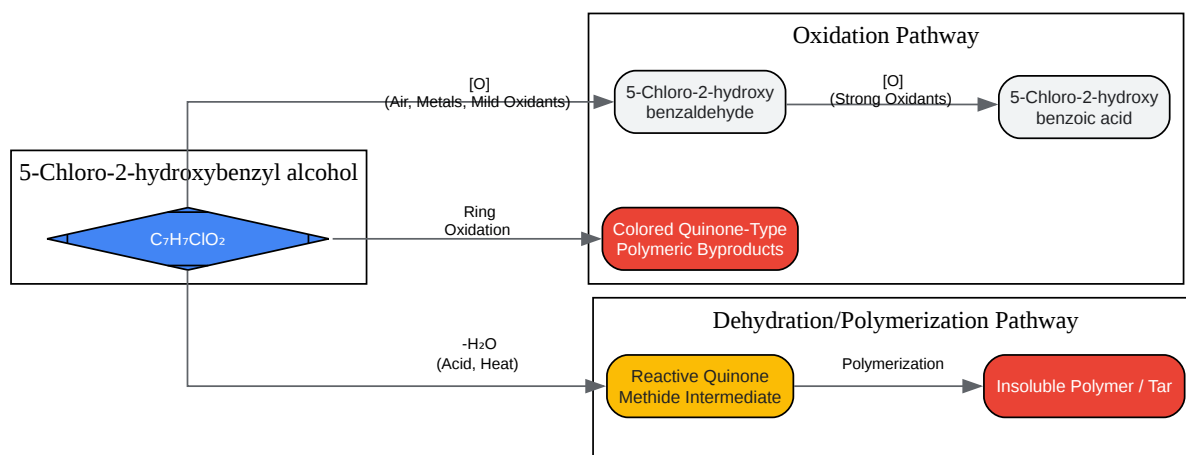 Oxidation Pathway
[O]
(Air, Metals, Mild Oxidants)
5-Chloro-2-hydroxy
benzaldehyde
[O]
(Strong Oxidants)
5-Chloro-2-hydroxy
benzoic acid
5-Chloro-2-hydroxybenzyl alcohol
C₇H₇ClO₂
Ring
Oxidation
Colored Quinone-Type
Polymeric Byproducts
Dehydration/Polymerization Pathway
-H₂O
(Acid, Heat)
Reactive Quinone
Methide Intermediate
Polymerization
Insoluble Polymer / Tar